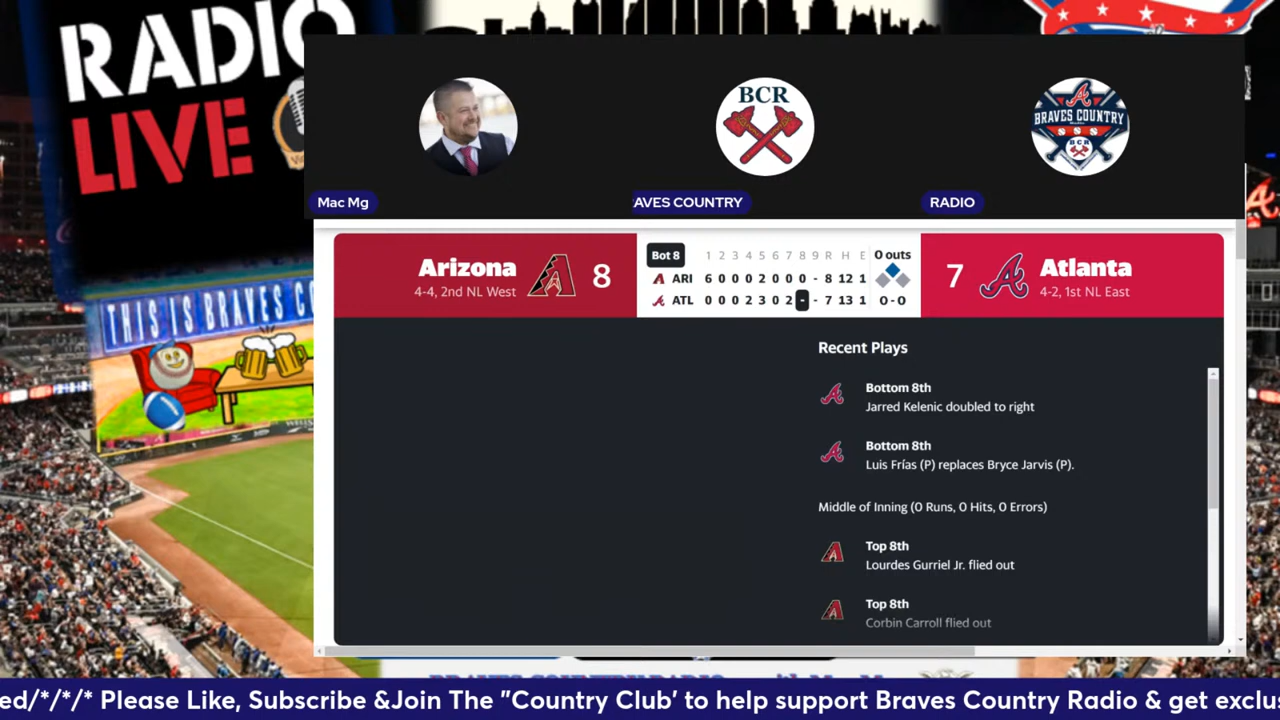 RADIO
LIVE
BCR
BRAVES COUNTRY
BCR
Mac Mg
AVES COUNTRY
RADIO
Arizona
4-4, 2nd NL West
8
Bot 8
1 2 3 4 5 6 7 8 9 R H E
ARI 6 0 0 0 2 0 0 0 - 8 12 1
ATL 0 0 0 2 3 0 2 - - 7 13 1
0 outs
0 - 0
7
Atlanta
4-2, 1st NL East
THIS IS BRAVES CO
Recent Plays
Bottom 8th
Jarred Kelenic doubled to right
Bottom 8th
Luis Frías (P) replaces Bryce Jarvis (P).
Middle of Inning (0 Runs, 0 Hits, 0 Errors)
Top 8th
Lourdes Gurriel Jr. flied out
Top 8th
Corbin Carroll flied out
ed/*/*/* Please Like, Subscribe &Join The "Country Club' to help support Braves Country Radio & get exclus